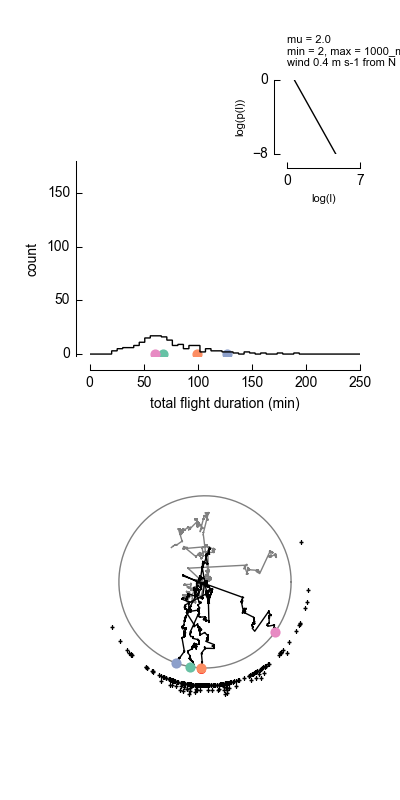 mu = 2.0
min = 2, max = 1000_m
wind 0.4 m s-1 from N
log(p(l))
0
−8
0
7
log(l)
count
150
100
50
0
0
50
100
150
200
250
total flight duration (min)